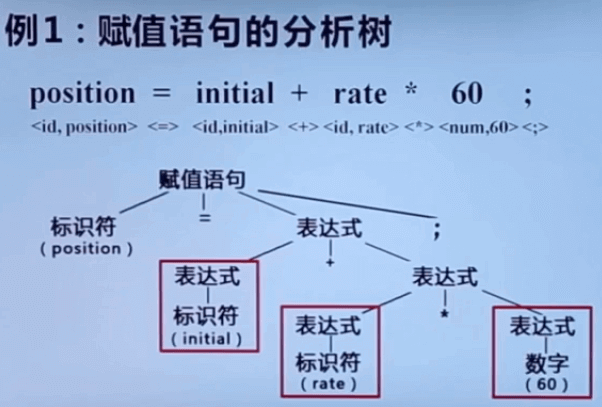 例1：赋值语句的分析树
position = initial + rate * 60 ;
<id, position> <=> <id,initial> <+> <id, rate> <*> <num,60> <;>
赋值语句
标识符 = 表达式 ;
(position)
表达式 + 表达式
标识符
(initial)
表达式 * 表达式
标识符 数字
(rate) (60)